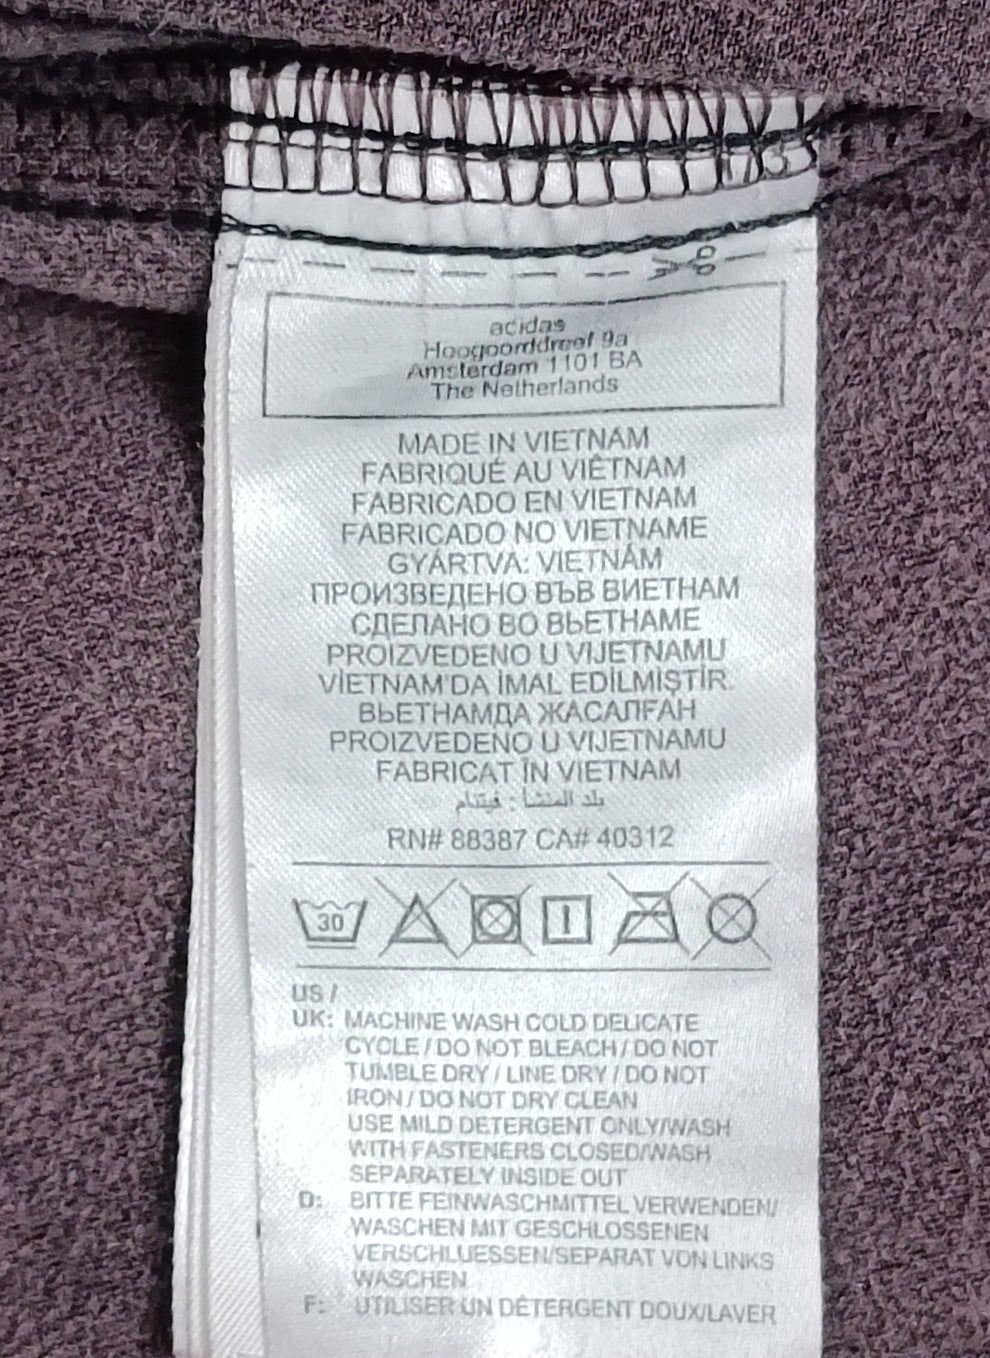 adidas
Hoogoorddreef 9a
Amsterdam 1101 BA
The Netherlands
MADE IN VIETNAM
FABRIQUÉ AU VIÊTNAM
FABRICADO EN VIETNAM
FABRICADO NO VIETNAME
GYÁRTVA: VIETNÁM
ПРОИЗВЕДЕНО ВЪВ ВИЕТНАМ
СДЕЛАНО ВО ВЬЕТНАМЕ
PROIZVEDENO U VIJETNAMU
VİETNAM'DA İMAL EDİLMİŞTİR.
ВЬЕТНАМДА ЖАСАЛҒАН
PROIZVEDENO U VIJETNAMU
FABRICAT ÎN VIETNAM
بلد المنشأ: فيتنام
RN# 88387 CA# 40312
30
US /
UK: MACHINE WASH COLD DELICATE
CYCLE / DO NOT BLEACH / DO NOT
TUMBLE DRY / LINE DRY / DO NOT
IRON / DO NOT DRY CLEAN
USE MILD DETERGENT ONLY/WASH
WITH FASTENERS CLOSED/WASH
SEPARATELY INSIDE OUT
D: BITTE FEINWASCHMITTEL VERWENDEN/
WASCHEN MIT GESCHLOSSENEN
VERSCHLUESSEN/SEPARAT VON LINKS
WASCHEN
F: UTILISER UN DÉTERGENT DOUX/LAVER